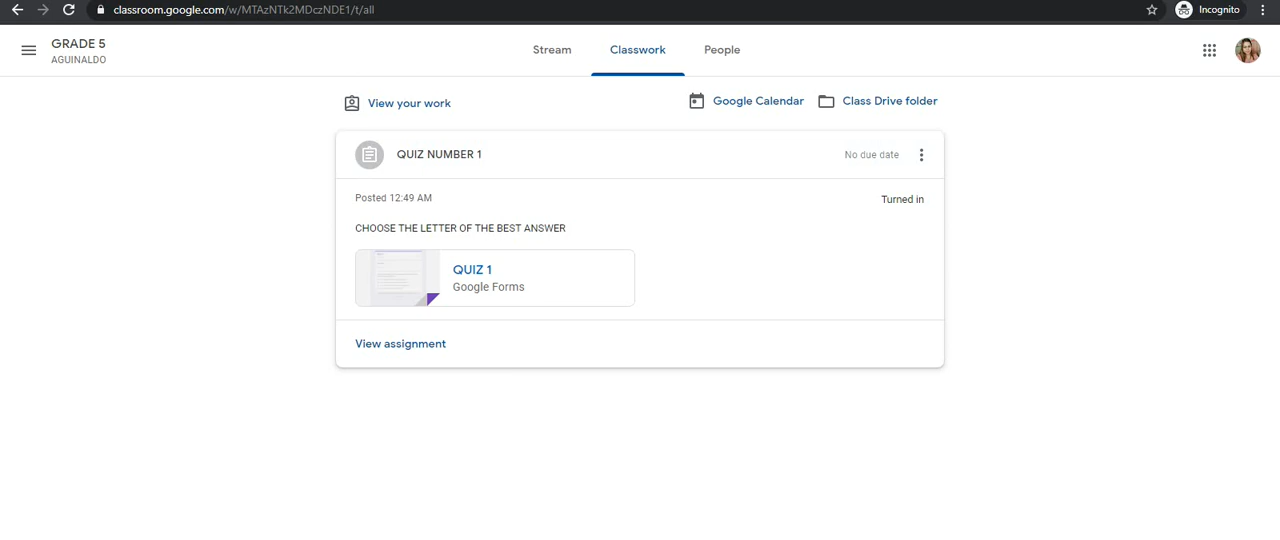 classroom.google.com/w/MTAzNTk2MDczNDE1/t/all
Incognito
GRADE 5
AGUINALDO
Stream
Classwork
People
View your work
Google Calendar
Class Drive folder
QUIZ NUMBER 1
No due date
Posted 12:49 AM
Turned in
CHOOSE THE LETTER OF THE BEST ANSWER
QUIZ 1
Google Forms
View assignment